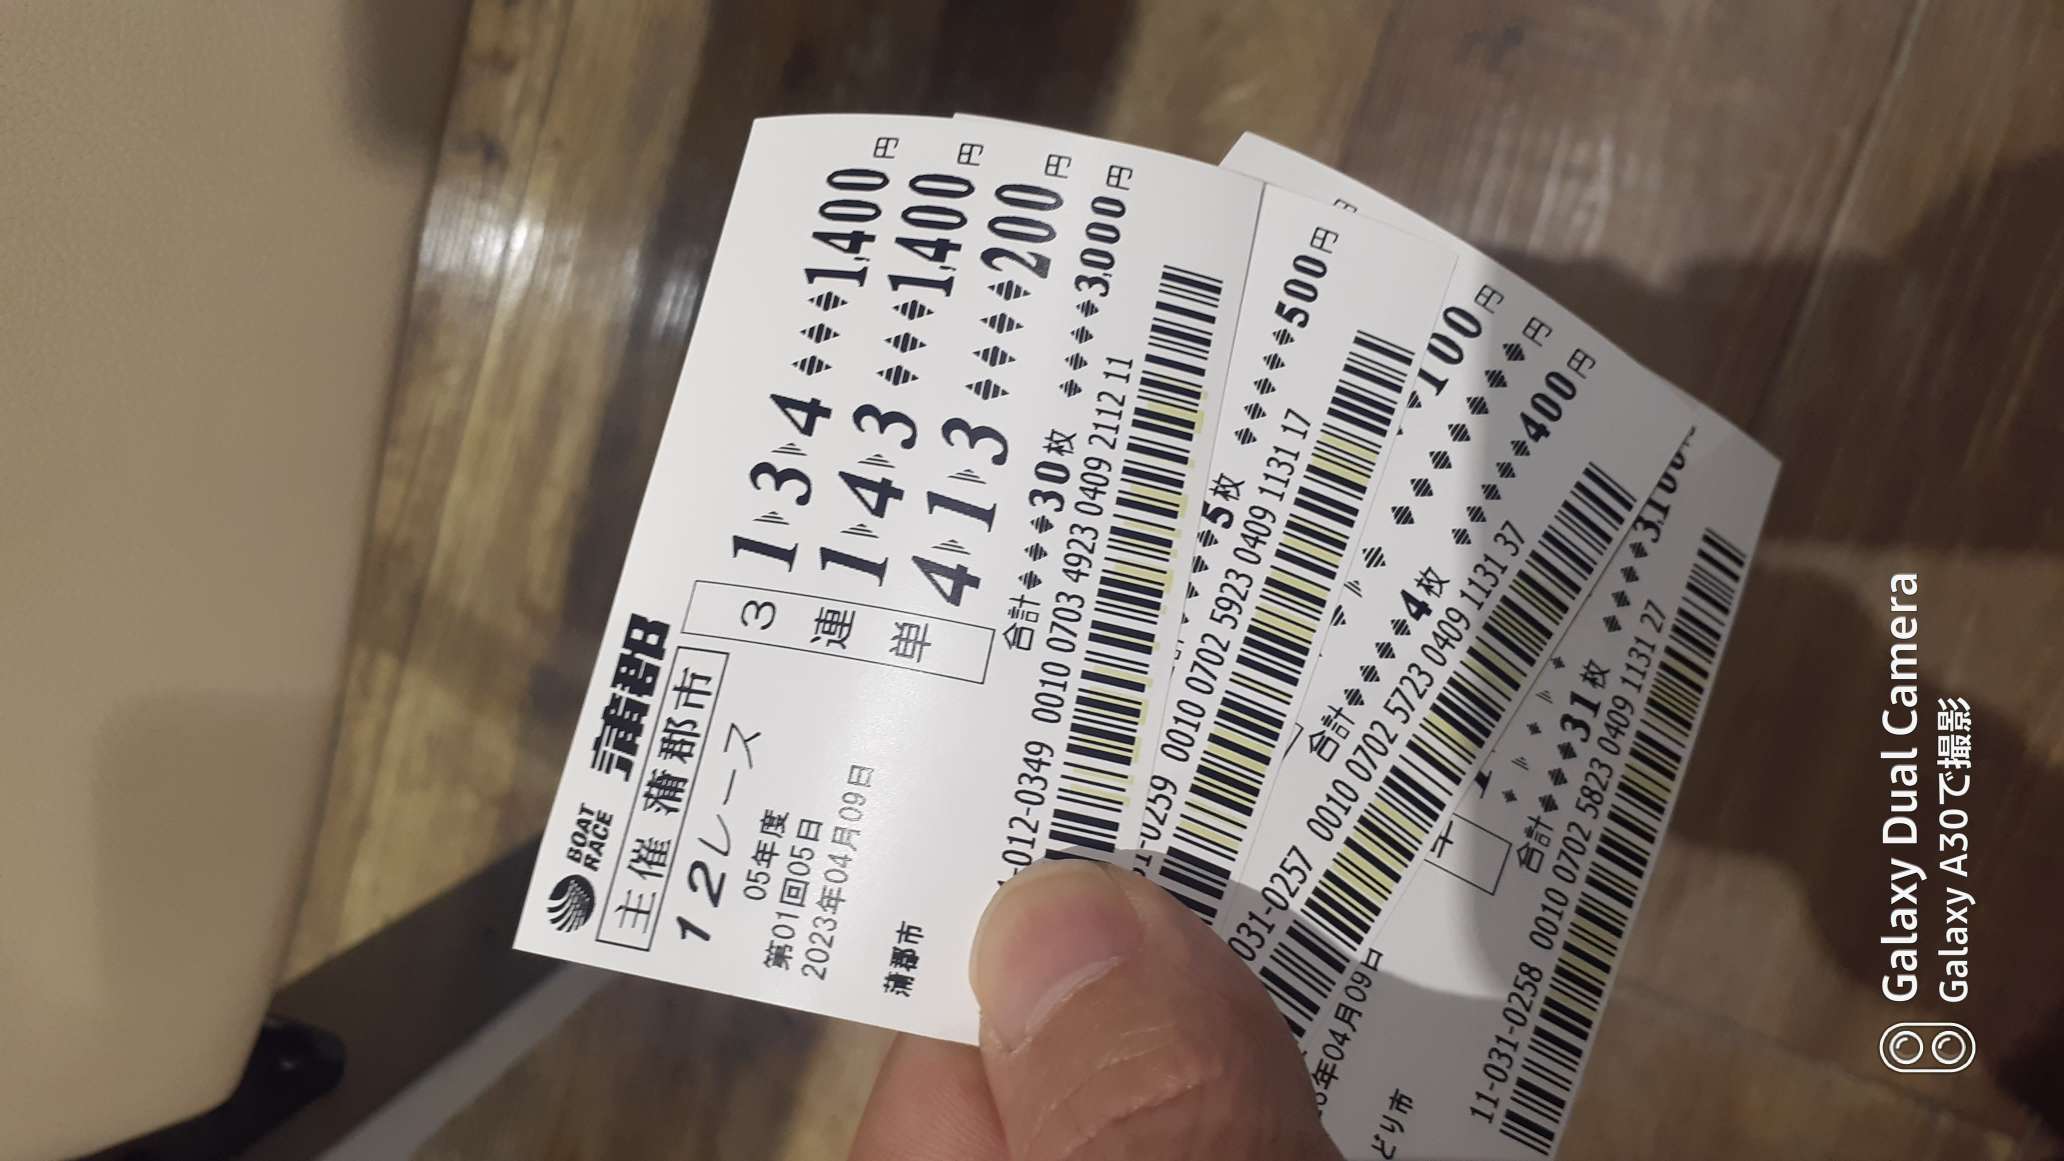 BOAT RACE 蒲郡
主催 蒲郡市
12レース
05年度
第01回05日
2023年04月09日
蒲郡市
3連単
1 3 4 1,400円
1 4 3 1,400円
4 1 3 200円
合計 30枚 3,000円
012-0349 0010 0703 4923 0409 2112 11
5枚 500円
0259 0010 0702 5923 0409 1131 17
100円
円
合計 4枚 400円
031-0257 0010 0702 5723 0409 1131 37
合計 31枚 3,100
11-031-0258 0010 0702 5823 0409 1131 27
年04月09日
どり市
Galaxy Dual Camera
Galaxy A30で撮影